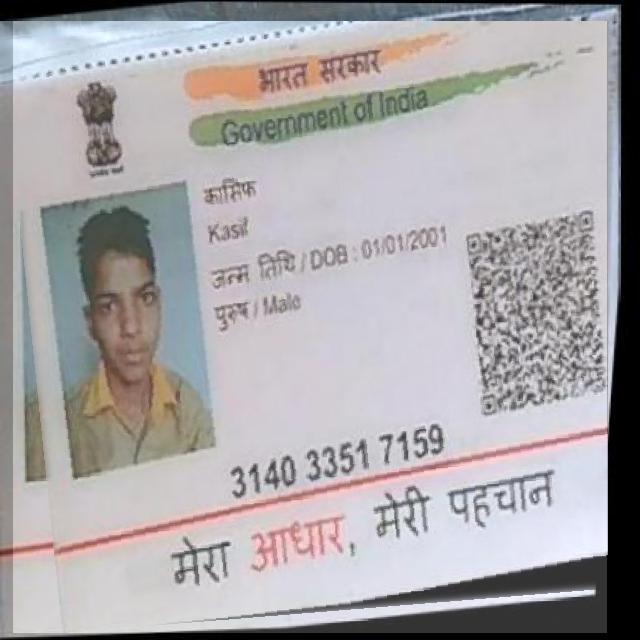 भारत सरकार
Government of India
कासिफ
Kasif
जन्म तिथि / DOB : 01/01/2001
पुरुष / Male
3140 3351 7159
मेरा आधार, मेरी पहचान